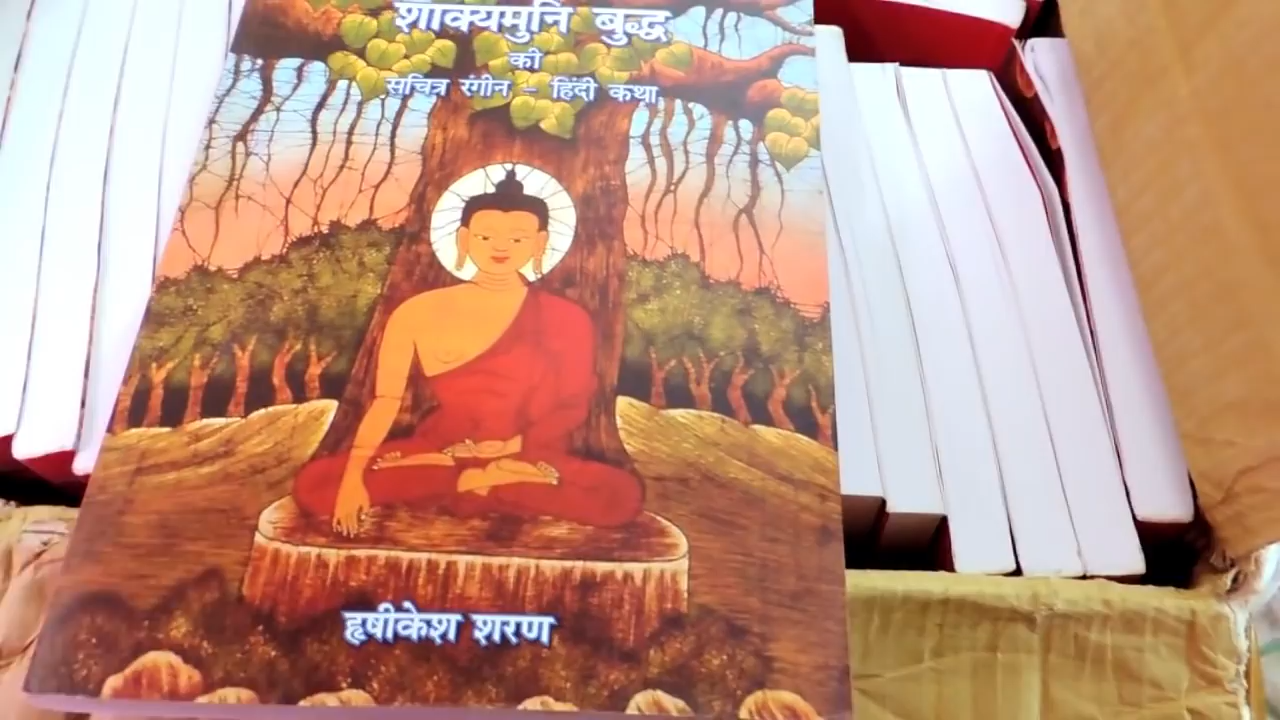 शाक्यमुनि बुद्ध
की
सचित्र रंगीन - हिंदी कथा
हृषीकेश शरण